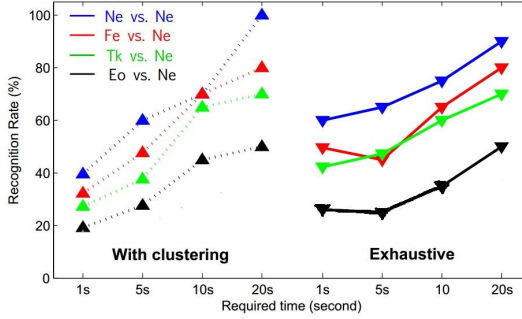 Ne vs. Ne
Fe vs. Ne
Tk vs. Ne
Eo vs. Ne
Recognition Rate (%)
100
80
60
40
20
0
With clustering
Exhaustive
1s 5s 10s 20s 1s 5s 10s 20s
Required time (second)